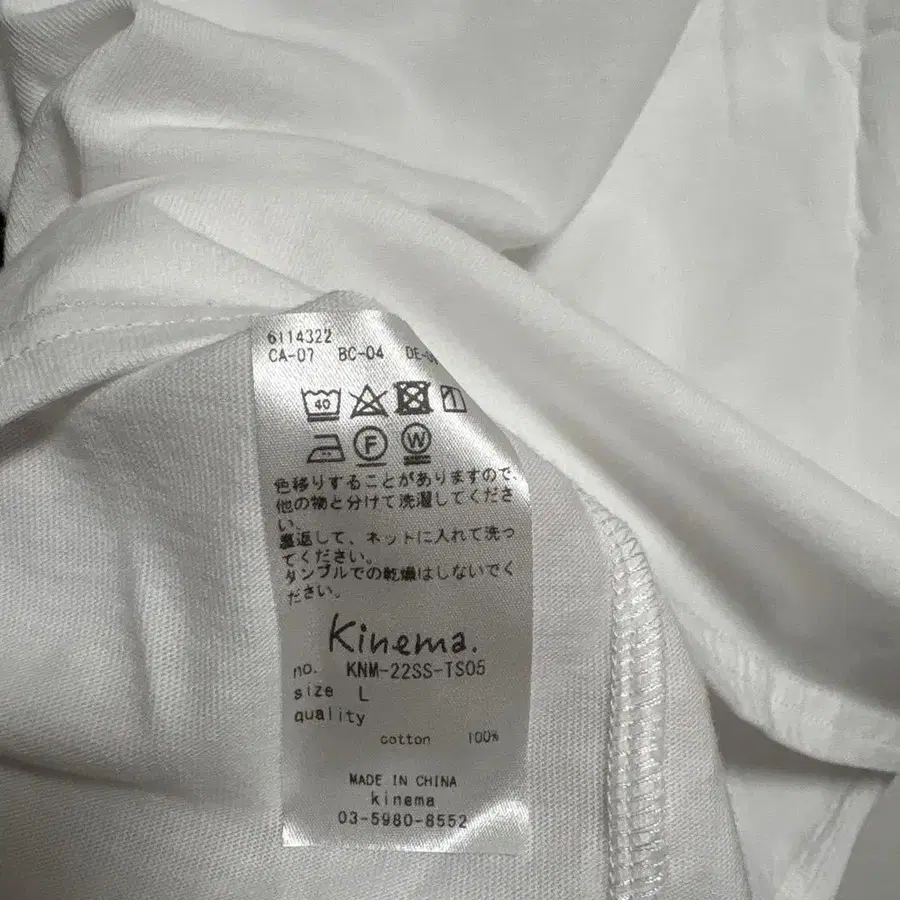 6114322
CA-07 BC-04
40
F W
色移りすることがありますので、
他の物と分けて洗濯してくださ
い。
裏返して、ネットに入れて洗っ
てください。
タンブルでの乾燥はしないでく
ださい。
Kinema.
no. KNM-22SS-TS05
size L
quality
cotton 100%
MADE IN CHINA
kinema
03-5980-8552